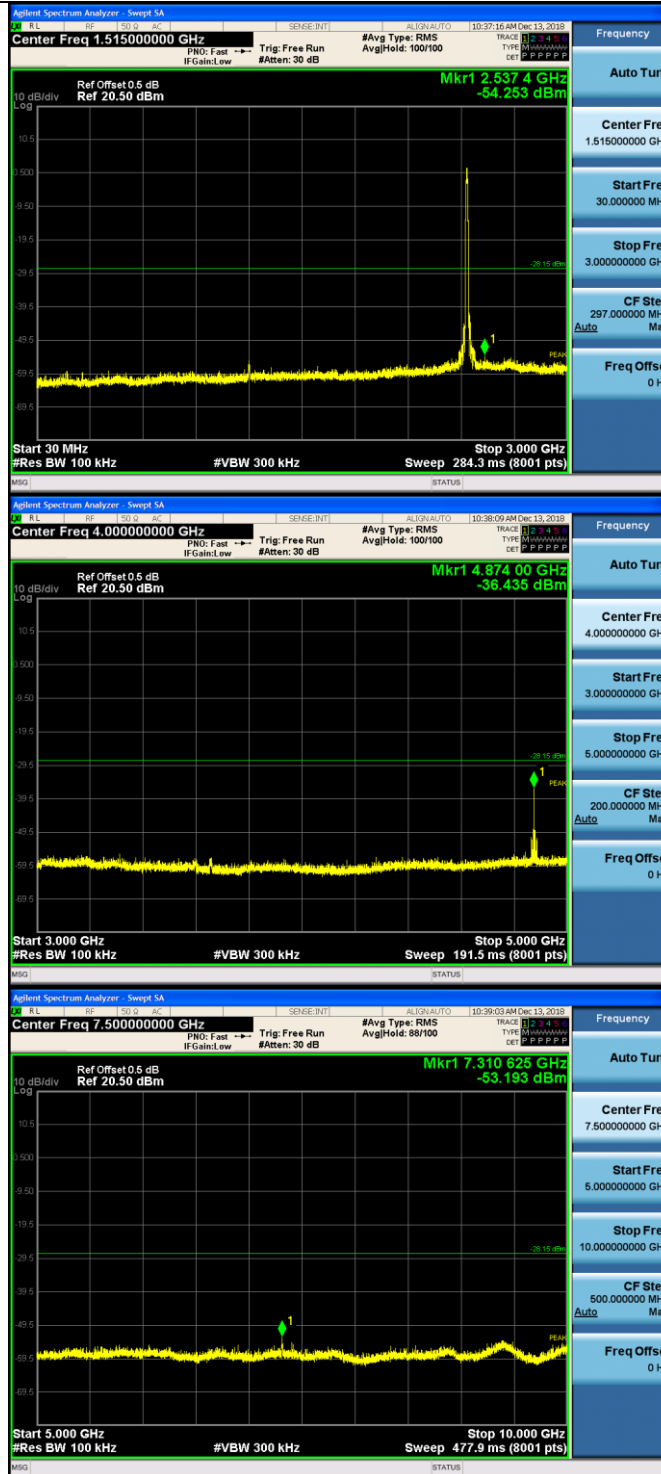 Agilent Spectrum Analyzer - Swept SA
RL RF 50 Ω AC SENSE:INT ALIGNAUTO 10:37:16 AM Dec 13, 2018
Center Freq 1.515000000 GHz #Avg Type: RMS TRACE 1 2 3 4 5 6
PNO: Fast Trig: Free Run Avg|Hold: 100/100 TYPE M
IFGain:Low #Atten: 30 dB DET P P P P P P
Mkr1 2.537 4 GHz
Ref Offset 0.5 dB
10 dB/div Ref 20.50 dBm -54.253 dBm
Log
10.5
0.500
-9.50
-19.5
-28.15 dBm
-29.5
-39.5
-49.5
1
PEAK
-59.5
-69.5
Start 30 MHz Stop 3.000 GHz
#Res BW 100 kHz #VBW 300 kHz Sweep 284.3 ms (8001 pts)
MSG STATUS
Frequency
Auto Tun
Center Fre
1.515000000 GH
Start Fre
30.000000 MH
Stop Fre
3.000000000 GH
CF Ste
297.000000 MH
Auto Ma
Freq Offse
0 H
Agilent Spectrum Analyzer - Swept SA
RL RF 50 Ω AC SENSE:INT ALIGNAUTO 10:38:09 AM Dec 13, 2018
Center Freq 4.000000000 GHz #Avg Type: RMS TRACE 1 2 3 4 5 6
PNO: Fast Trig: Free Run Avg|Hold: 100/100 TYPE M
IFGain:Low #Atten: 30 dB DET P P P P P P
Mkr1 4.874 00 GHz
Ref Offset 0.5 dB
10 dB/div Ref 20.50 dBm -36.435 dBm
Log
10.5
0.500
-9.50
-19.5
-28.15 dBm
-29.5
1
PEAK
-39.5
-49.5
-59.5
-69.5
Start 3.000 GHz Stop 5.000 GHz
#Res BW 100 kHz #VBW 300 kHz Sweep 191.5 ms (8001 pts)
MSG STATUS
Frequency
Auto Tun
Center Fre
4.000000000 GH
Start Fre
3.000000000 GH
Stop Fre
5.000000000 GH
CF Ste
200.000000 MH
Auto Ma
Freq Offse
0 H
Agilent Spectrum Analyzer - Swept SA
RL RF 50 Ω AC SENSE:INT ALIGNAUTO 10:39:03 AM Dec 13, 2018
Center Freq 7.500000000 GHz #Avg Type: RMS TRACE 1 2 3 4 5 6
PNO: Fast Trig: Free Run Avg|Hold: 88/100 TYPE M
IFGain:Low #Atten: 30 dB DET P P P P P P
Mkr1 7.310 625 GHz
Ref Offset 0.5 dB
10 dB/div Ref 20.50 dBm -53.193 dBm
Log
10.5
0.500
-9.50
-19.5
-28.15 dBm
-29.5
-39.5
-49.5
1
PEAK
-59.5
-69.5
Start 5.000 GHz Stop 10.000 GHz
#Res BW 100 kHz #VBW 300 kHz Sweep 477.9 ms (8001 pts)
MSG STATUS
Frequency
Auto Tun
Center Fre
7.500000000 GH
Start Fre
5.000000000 GH
Stop Fre
10.000000000 GH
CF Ste
500.000000 MH
Auto Ma
Freq Offse
0 H